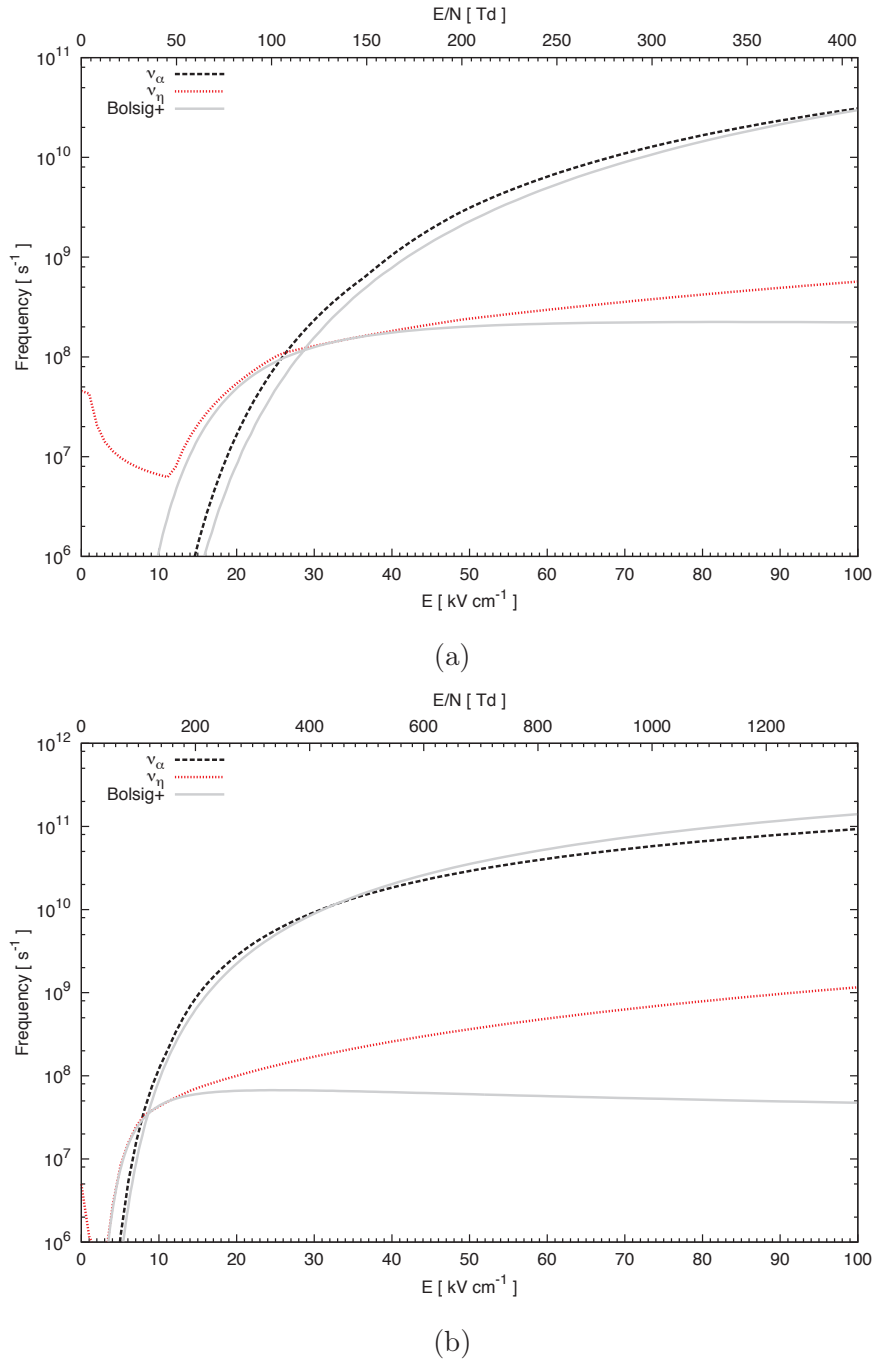 E/N [ Td]
0 50 100 150 200 250 300 350 400
10^11
10^10
10^9
10^8
10^7
10^6
Frequency [ s^-1 ]
ν_α
ν_η
Bolsig+
0 10 20 30 40 50 60 70 80 90 100
E [ kV cm^-1 ]
(a)
E/N [ Td]
0 200 400 600 800 1000 1200
10^12
10^11
10^10
10^9
10^8
10^7
10^6
Frequency [ s^-1 ]
ν_α
ν_η
Bolsig+
0 10 20 30 40 50 60 70 80 90 100
E [ kV cm^-1 ]
(b)